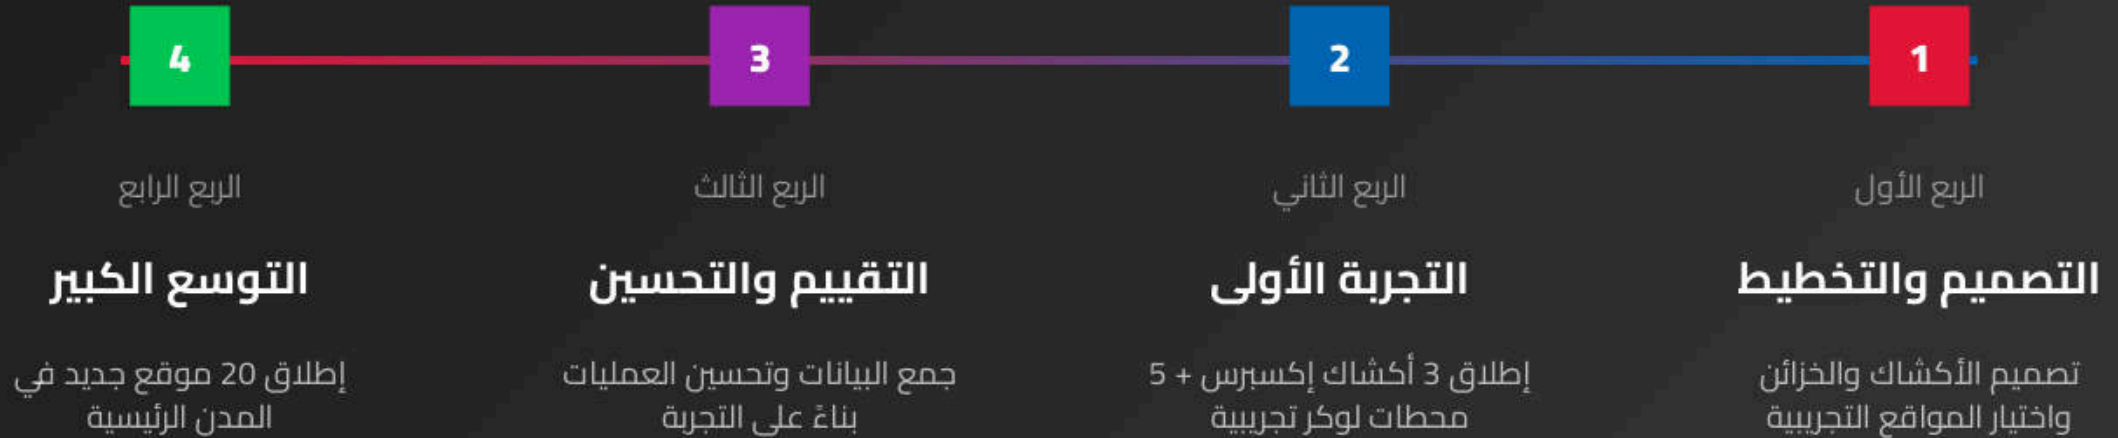 1
الربع الأول
التصميم والتخطيط
تصميم الأكشاك والخزائن
واختيار المواقع التجريبية
2
الربع الثاني
التجربة الأولى
إطلاق 3 أكشاك إكسبرس + 5
محطات لوكر تجريبية
3
الربع الثالث
التقييم والتحسين
جمع البيانات وتحسين العمليات
بناءً على التجربة
4
الربع الرابع
التوسع الكبير
إطلاق 20 موقع جديد في
المدن الرئيسية